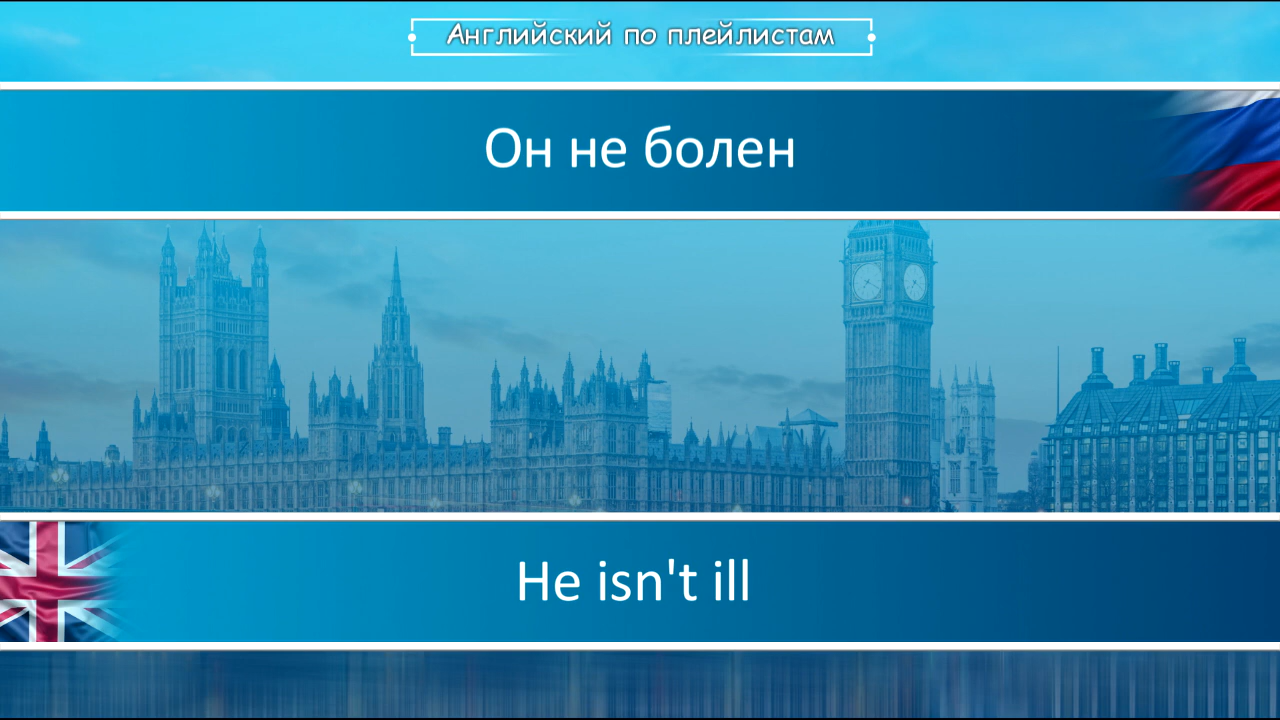 Английский по плейлистам
Он не болен
He isn't ill